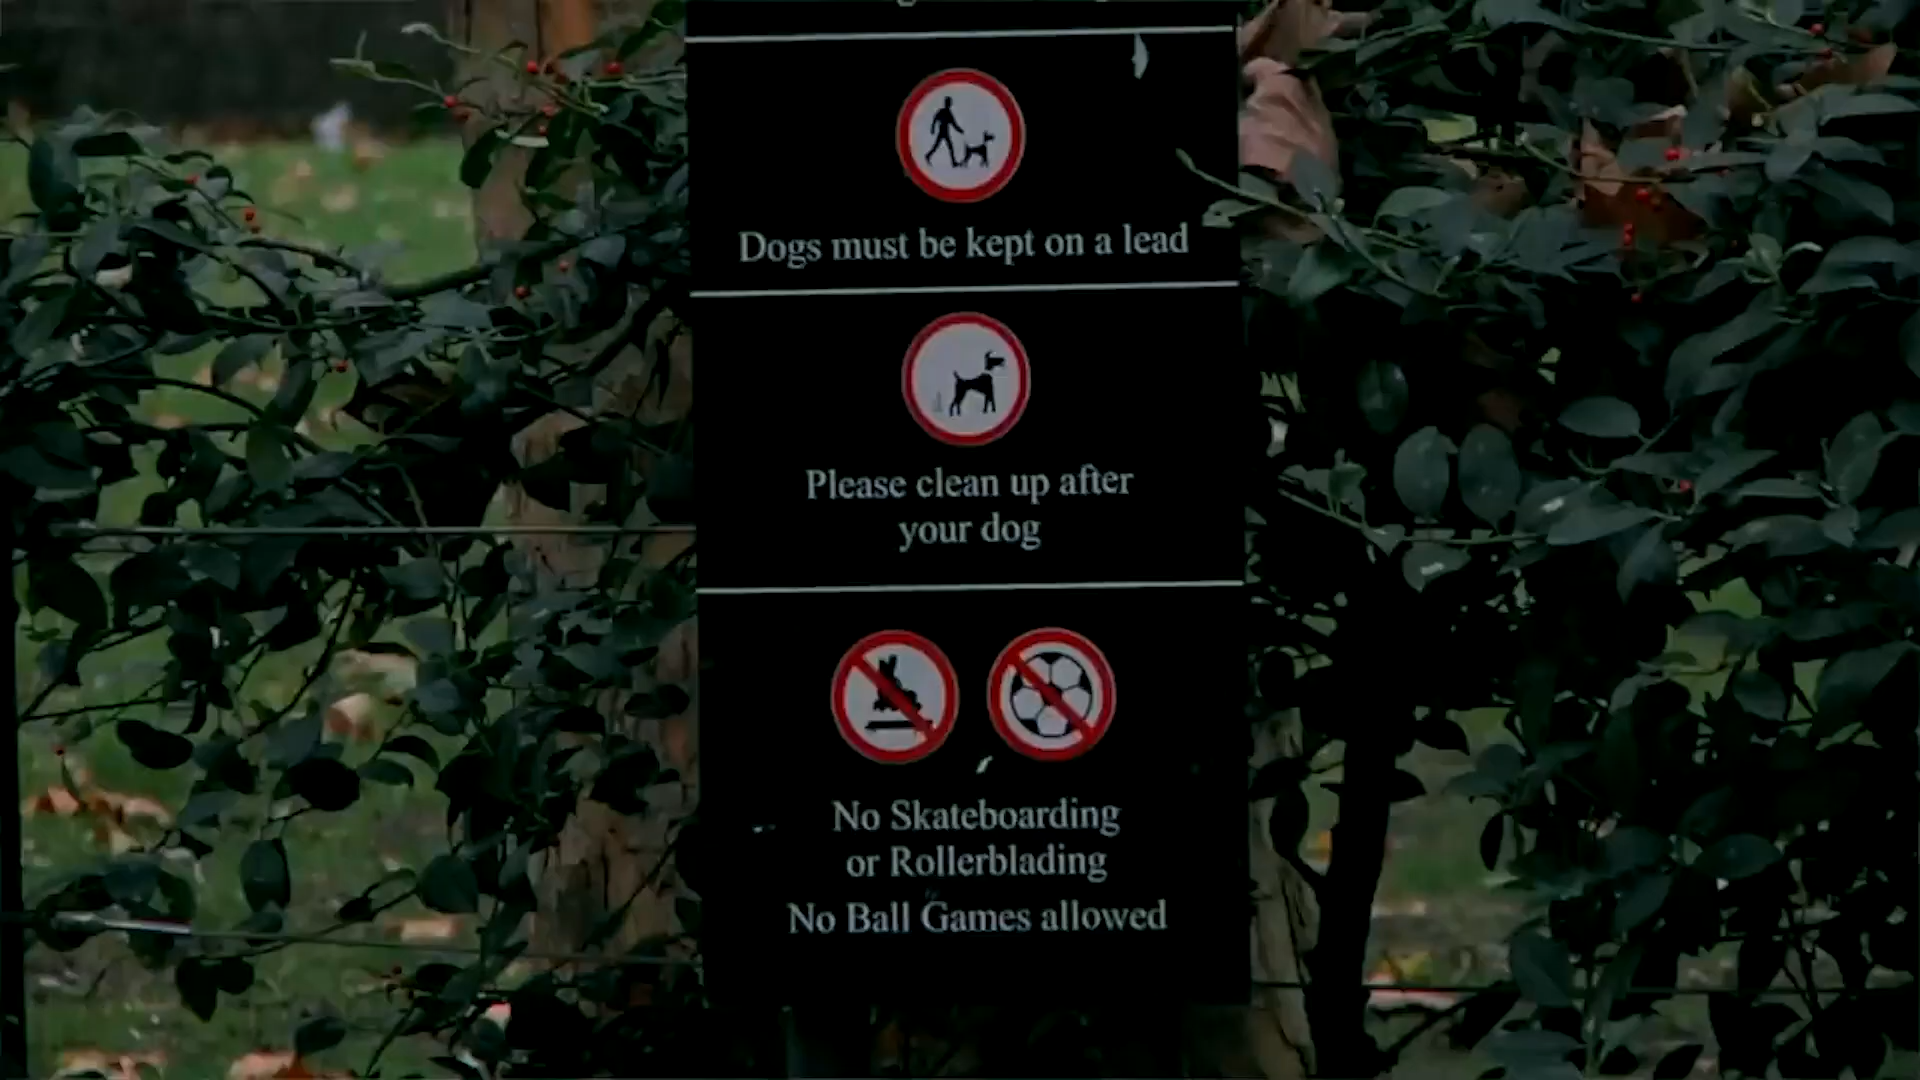 Dogs must be kept on a lead
Please clean up after
your dog
No Skateboarding
or Rollerblading
No Ball Games allowed